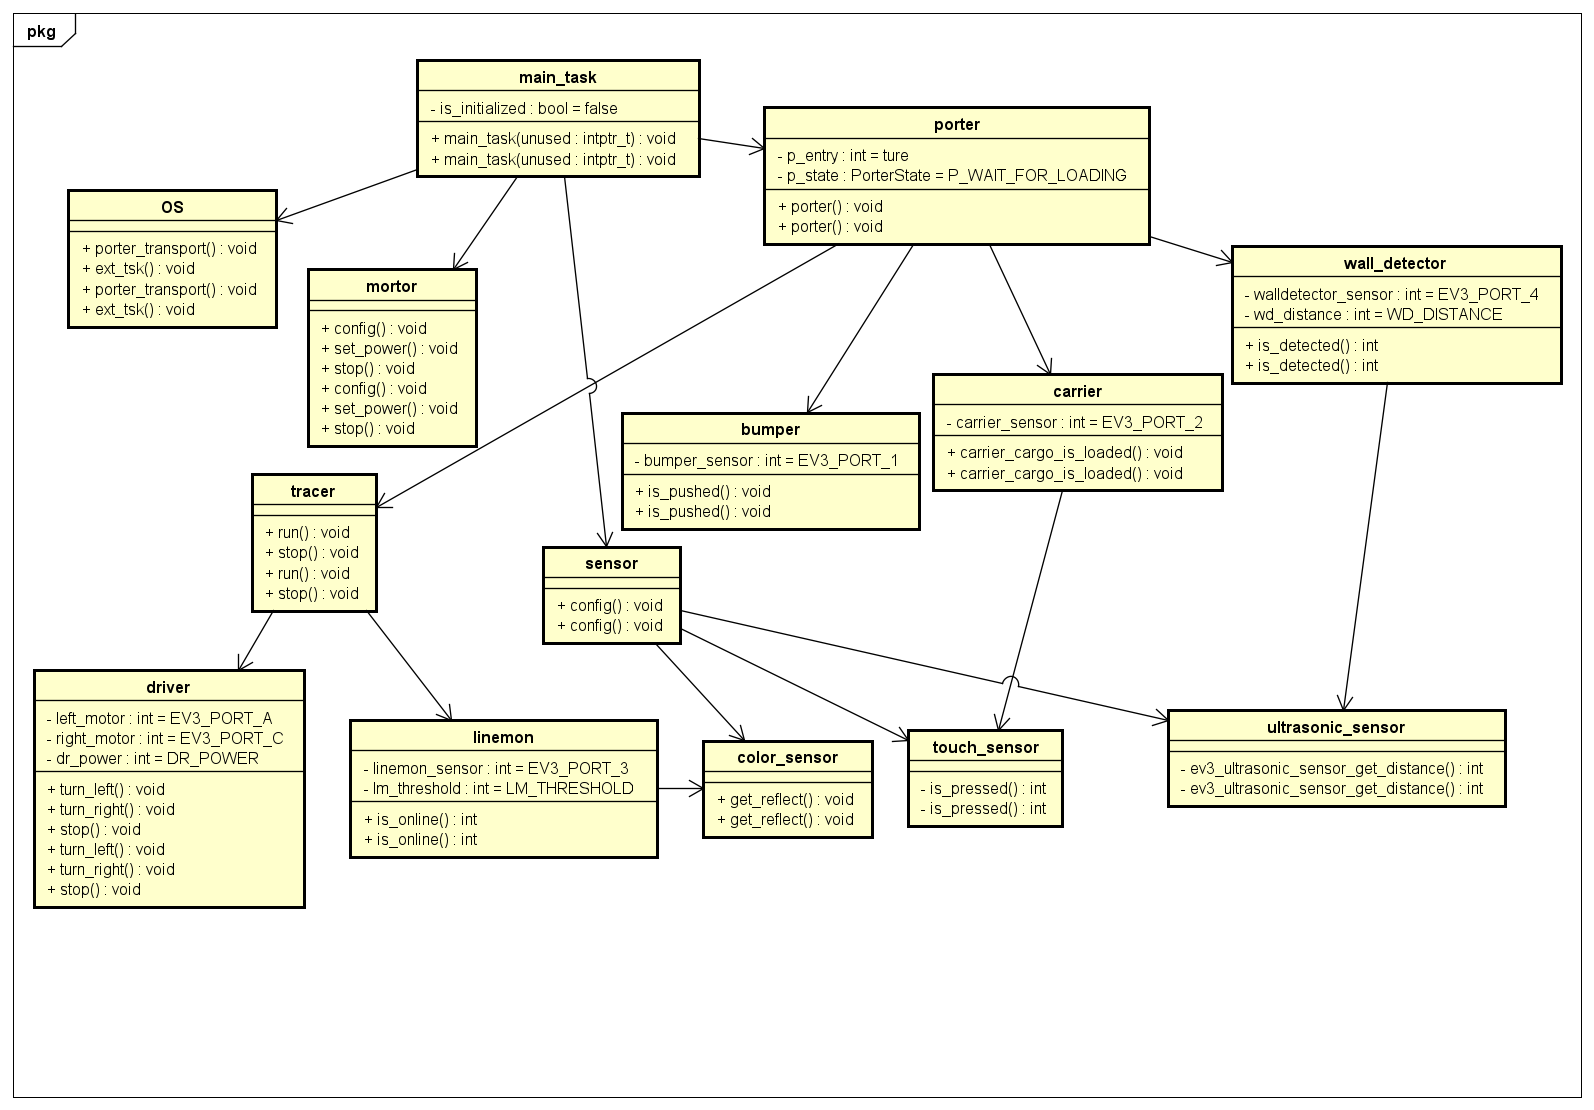 pkg
main_task
- is_initialized : bool = false
+ main_task(unused : intptr_t) : void
+ main_task(unused : intptr_t) : void
porter
- p_entry : int = ture
- p_state : PorterState = P_WAIT_FOR_LOADING
+ porter() : void
+ porter() : void
OS
+ porter_transport() : void
+ ext_tsk() : void
+ porter_transport() : void
+ ext_tsk() : void
mortor
+ config() : void
+ set_power() : void
+ stop() : void
+ config() : void
+ set_power() : void
+ stop() : void
wall_detector
- walldetector_sensor : int = EV3_PORT_4
- wd_distance : int = WD_DISTANCE
+ is_detected() : int
+ is_detected() : int
carrier
- carrier_sensor : int = EV3_PORT_2
+ carrier_cargo_is_loaded() : void
+ carrier_cargo_is_loaded() : void
bumper
- bumper_sensor : int = EV3_PORT_1
+ is_pushed() : void
+ is_pushed() : void
tracer
+ run() : void
+ stop() : void
+ run() : void
+ stop() : void
sensor
+ config() : void
+ config() : void
driver
- left_motor : int = EV3_PORT_A
- right_motor : int = EV3_PORT_C
- dr_power : int = DR_POWER
+ turn_left() : void
+ turn_right() : void
+ stop() : void
+ turn_left() : void
+ turn_right() : void
+ stop() : void
linemon
- linemon_sensor : int = EV3_PORT_3
- lm_threshold : int = LM_THRESHOLD
+ is_online() : int
+ is_online() : int
color_sensor
+ get_reflect() : void
+ get_reflect() : void
touch_sensor
- is_pressed() : int
- is_pressed() : int
ultrasonic_sensor
- ev3_ultrasonic_sensor_get_distance() : int
- ev3_ultrasonic_sensor_get_distance() : int